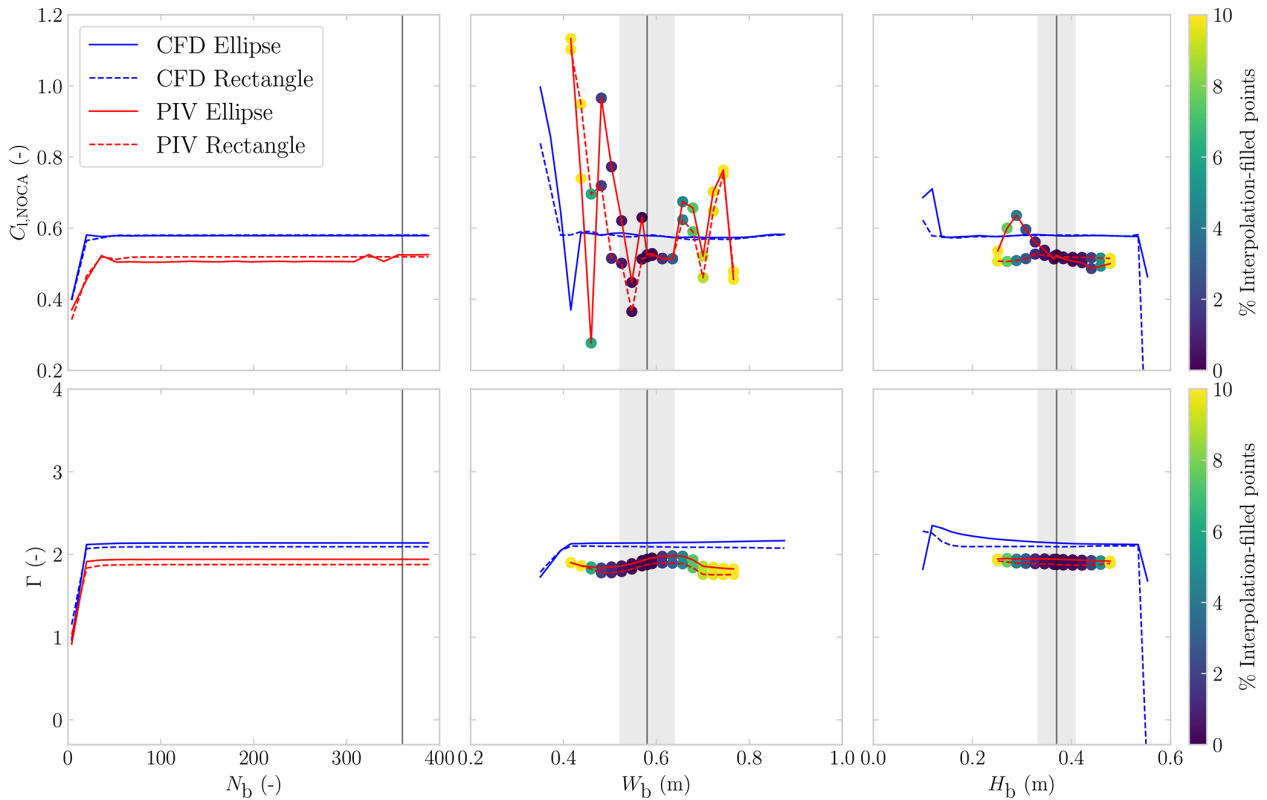 1.2
1.0
0.8
0.6
0.4
0.2
C_l,NOCA (-)
CFD Ellipse
CFD Rectangle
PIV Ellipse
PIV Rectangle
10
8
6
4
2
0
% Interpolation-filled points
4
3
2
1
0
Γ (-)
10
8
6
4
2
0
% Interpolation-filled points
0 100 200 300 400
0.2 0.4 0.6 0.8 1.0
0.0 0.2 0.4 0.6
N_b (-)
W_b (m)
H_b (m)